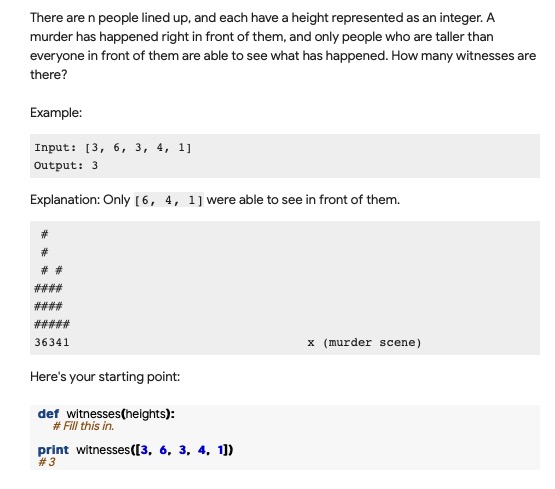 There are n people lined up, and each have a height represented as an integer. A
murder has happened right in front of them, and only people who are taller than
everyone in front of them are able to see what has happened. How many witnesses are
there?
Example:
Input: [3, 6, 3, 4, 1]
Output: 3
Explanation: Only [6, 4, 1] were able to see in front of them.
 #
 #
 # #
####
####
#####
36341                                 x (murder scene)
Here's your starting point:
def witnesses(heights):
    # Fill this in.
print witnesses([3, 6, 3, 4, 1])
# 3